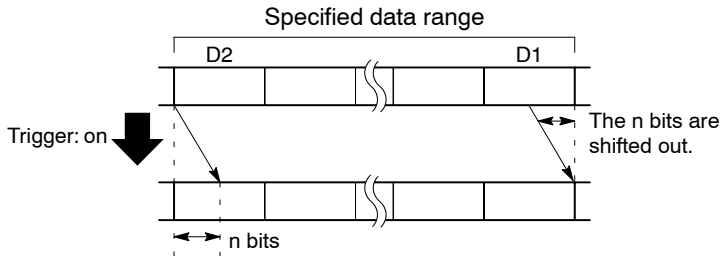 Specified data range
D2
D1
Trigger: on
The n bits are
shifted out.
n bits